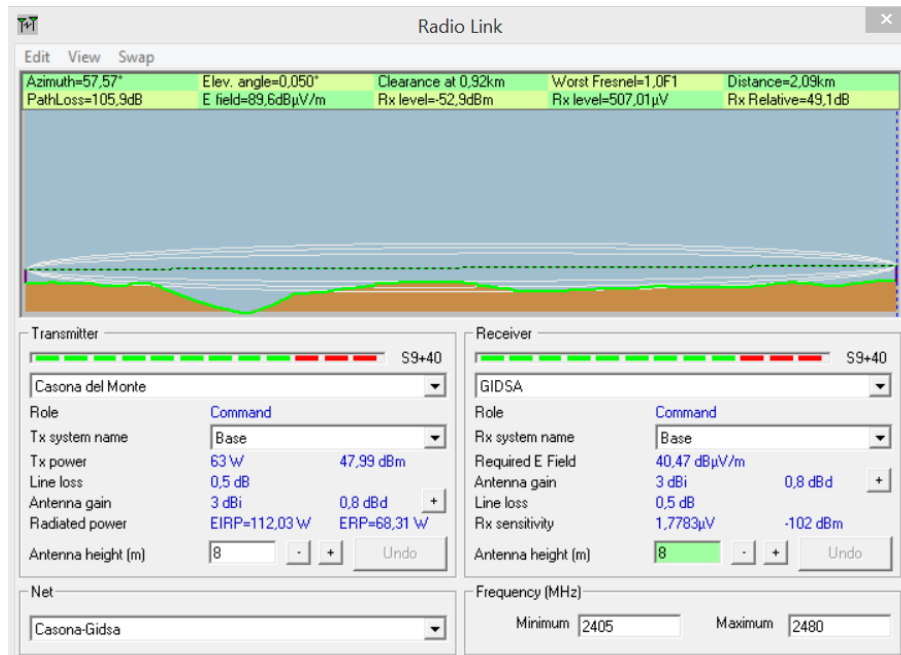 Radio Link
Edit View Swap
Azimuth=57,57° Elev. angle=0,050° Clearance at 0,92km Worst Fresnel=1,0F1 Distance=2,09km
PathLoss=105,9dB E field=89,6dBµV/m Rx level=-52,9dBm Rx level=507,01µV Rx Relative=49,1dB
Transmitter
S9+40
Casona del Monte
Role Command
Tx system name Base
Tx power 63 W 47,99 dBm
Line loss 0,5 dB
Antenna gain 3 dBi 0,8 dBd +
Radiated power EIRP=112,03 W ERP=68,31 W
Antenna height (m) 8 - + Undo
Receiver
S9+40
GIDSA
Role Command
Rx system name Base
Required E Field 40,47 dBµV/m
Antenna gain 3 dBi 0,8 dBd +
Line loss 0,5 dB
Rx sensitivity 1,7783µV -102 dBm
Antenna height (m) 8 - + Undo
Net
Casona-Gidsa
Frequency (MHz)
Minimum 2405 Maximum 2480